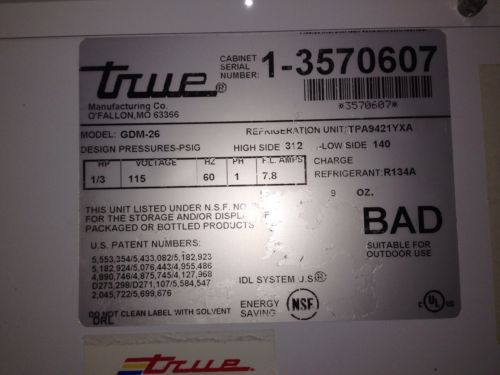 true®
Manufacturing Co.
O'FALLON, MO 63366
CABINET
SERIAL
NUMBER: 1-3570607
*3570607*
MODEL: GDM-26 REFRIGERATION UNIT: TPA9421YXA
DESIGN PRESSURES-PSIG HIGH SIDE 312 -LOW SIDE 140
HP VOLTAGE HZ PH F.L. AMPS CHARGE
1/3 115 60 1 7.8 REFRIGERANT: R134A
9 OZ.
THIS UNIT LISTED UNDER N.S.F. NO
FOR THE STORAGE AND/OR DISPL
PACKAGED OR BOTTLED PRODUCTS
BAD
SUITABLE FOR
OUTDOOR USE
U.S. PATENT NUMBERS:
5,553,354/5,433,082/5,182,923
5,182,924/5,076,443/4,955,486
4,890,746/4,875,745/4,127,968
D273,298/D271,107/5,584,547
2,045,722/5,699,676
IDL SYSTEM U.S.®
ENERGY
SAVING
NSF
c UL us
DO NOT CLEAN LABEL WITH SOLVENT
DRL
true